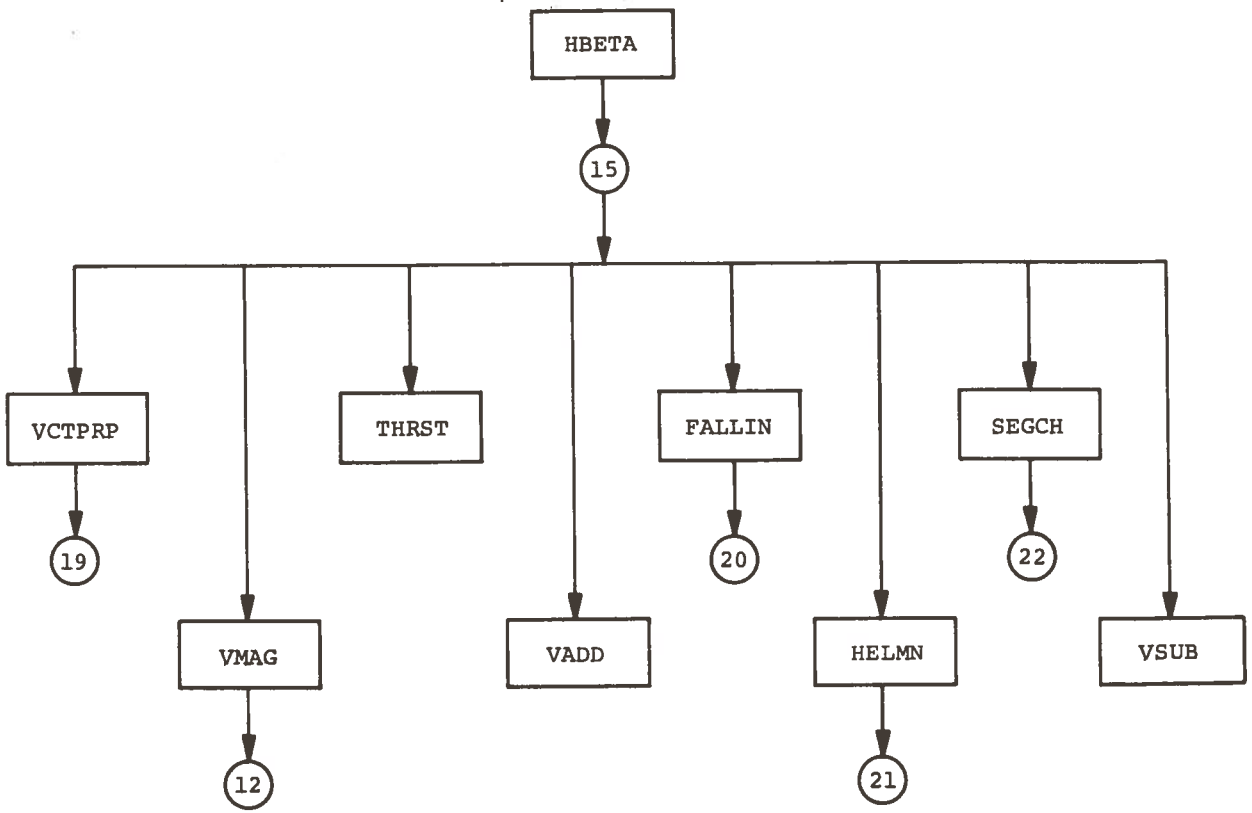 HBETA
15
VCTPRP
THRST
FALLIN
SEGCH
19
20
22
VMAG
VADD
HELMN
VSUB
12
21